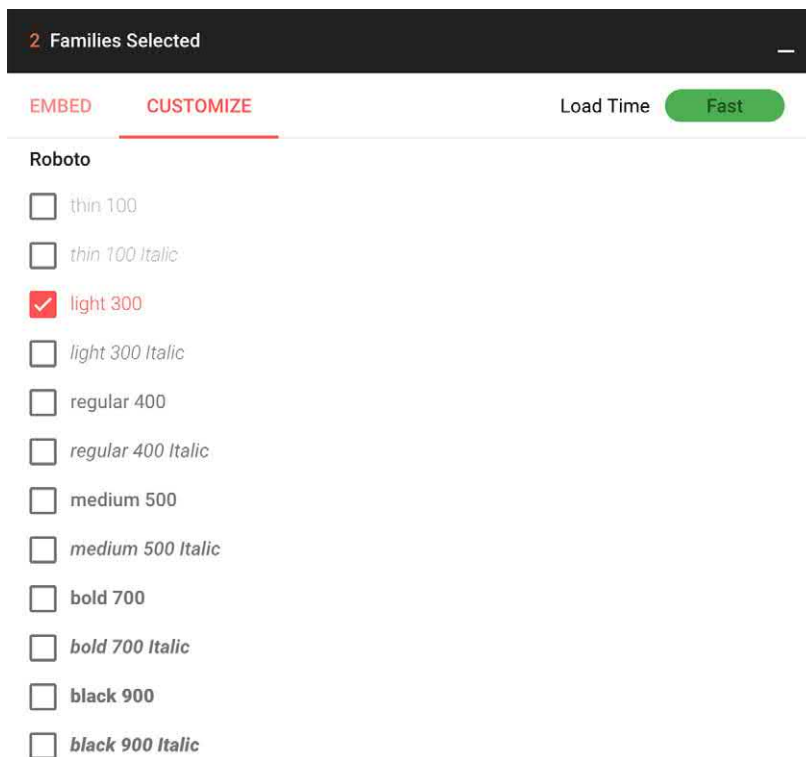 2 Families Selected
EMBED CUSTOMIZE Load Time Fast
Roboto
thin 100
thin 100 Italic
light 300
light 300 Italic
regular 400
regular 400 Italic
medium 500
medium 500 Italic
bold 700
bold 700 Italic
black 900
black 900 Italic